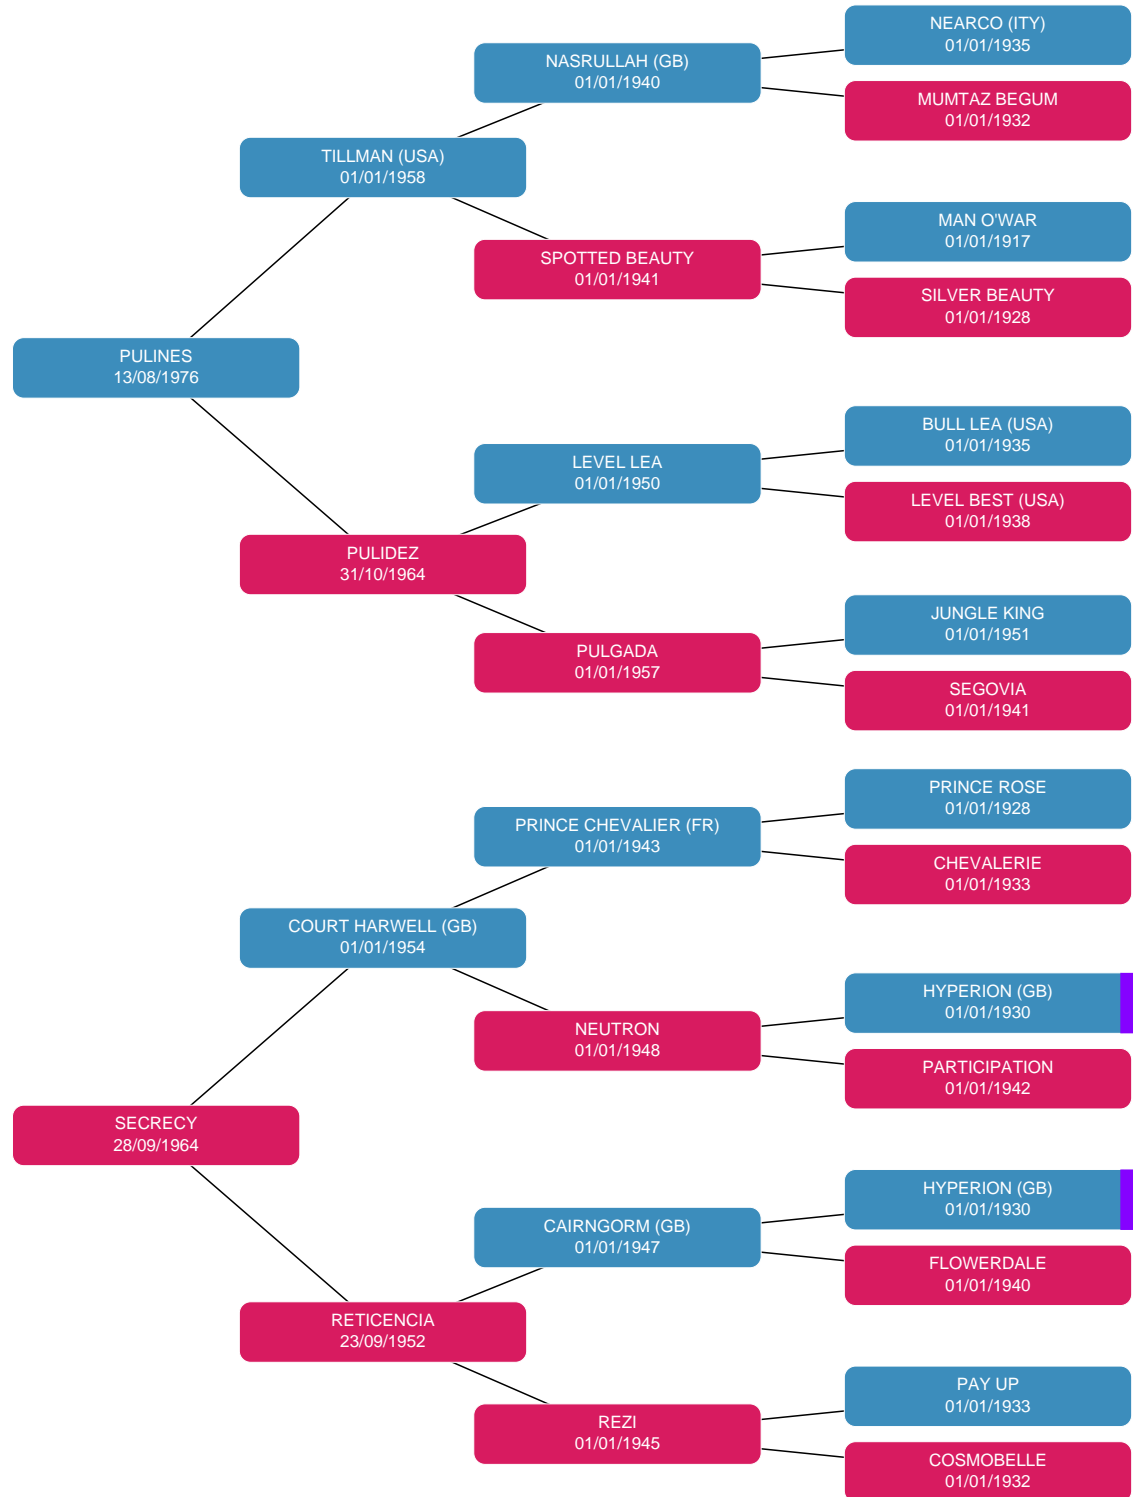 NEARCO (ITY)
01/01/1935
NASRULLAH (GB)
01/01/1940
MUMTAZ BEGUM
01/01/1932
TILLMAN (USA)
01/01/1958
MAN O'WAR
01/01/1917
SPOTTED BEAUTY
01/01/1941
SILVER BEAUTY
01/01/1928
PULINES
13/08/1976
BULL LEA (USA)
01/01/1935
LEVEL LEA
01/01/1950
LEVEL BEST (USA)
01/01/1938
PULIDEZ
31/10/1964
JUNGLE KING
01/01/1951
PULGADA
01/01/1957
SEGOVIA
01/01/1941
PRINCE ROSE
01/01/1928
PRINCE CHEVALIER (FR)
01/01/1943
CHEVALERIE
01/01/1933
COURT HARWELL (GB)
01/01/1954
HYPERION (GB)
01/01/1930
NEUTRON
01/01/1948
PARTICIPATION
01/01/1942
SECRECY
28/09/1964
HYPERION (GB)
01/01/1930
CAIRNGORM (GB)
01/01/1947
FLOWERDALE
01/01/1940
RETICENCIA
23/09/1952
PAY UP
01/01/1933
REZI
01/01/1945
COSMOBELLE
01/01/1932